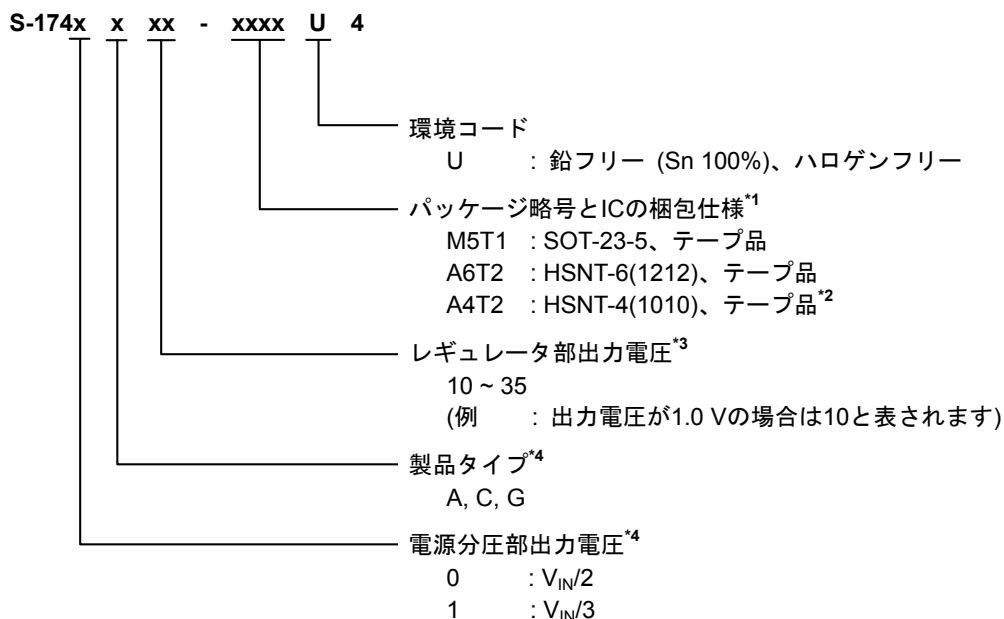 S-174x x xx - xxxx U 4
環境コード
U : 鉛フリー (Sn 100%)、ハロゲンフリー
パッケージ略号とICの梱包仕様*1
M5T1 : SOT-23-5、テープ品
A6T2 : HSNT-6(1212)、テープ品
A4T2 : HSNT-4(1010)、テープ品*2
レギュレータ部出力電圧*3
10 ~ 35
(例 : 出力電圧が1.0 Vの場合は10と表されます)
製品タイプ*4
A, C, G
電源分圧部出力電圧*4
0 : VIN/2
1 : VIN/3